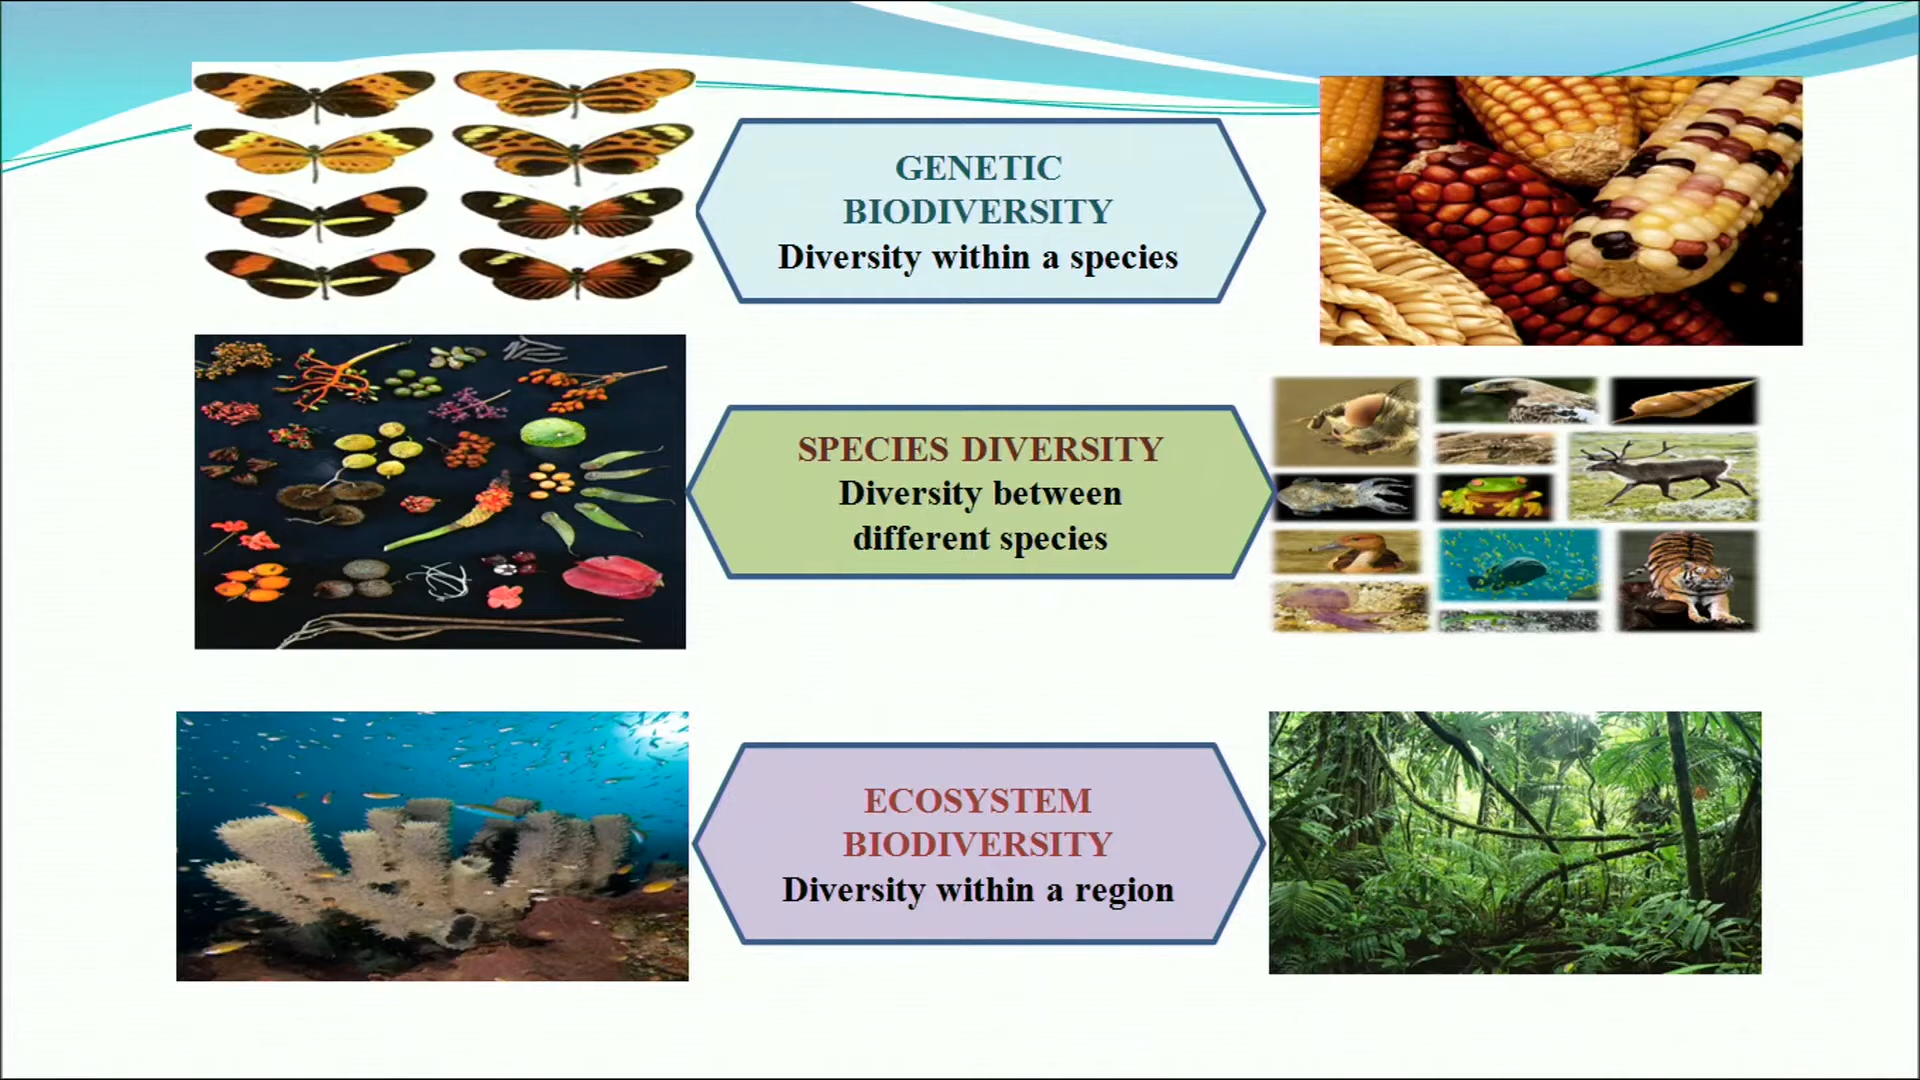 GENETIC
BIODIVERSITY
Diversity within a species
SPECIES DIVERSITY
Diversity between
different species
ECOSYSTEM
BIODIVERSITY
Diversity within a region